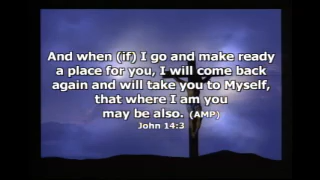 And when (if) I go and make ready
a place for you, I will come back
again and will take you to Myself,
that where I am you
may be also. (AMP)
John 14:3